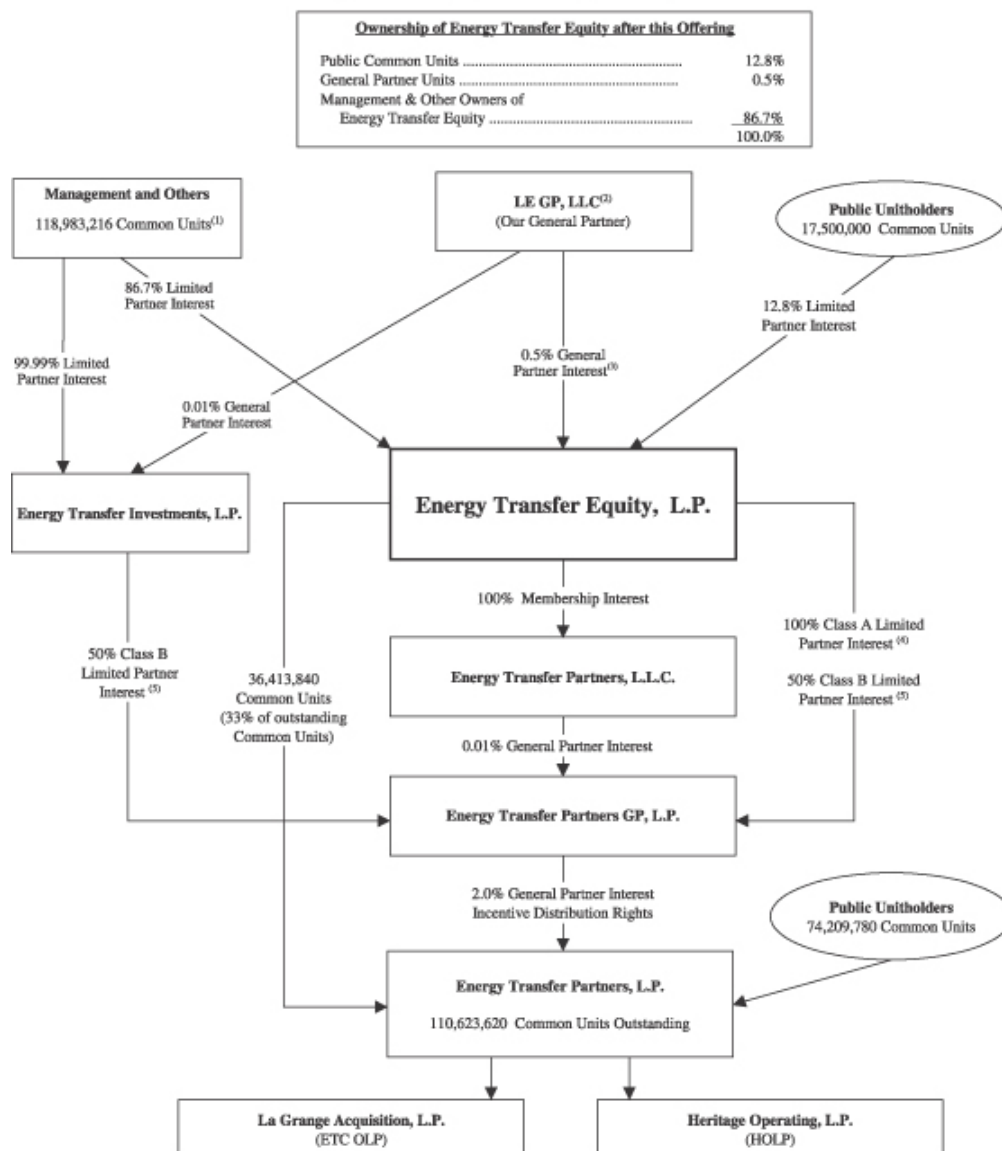 Ownership of Energy Transfer Equity after this Offering
Public Common Units ........................................................ 12.8%
General Partner Units ........................................................ 0.5%
Management & Other Owners of
Energy Transfer Equity .................................................... 86.7%
100.0%
Management and Others
118,983,216 Common Units(1)
LE GP, LLC(2)
(Our General Partner)
Public Unitholders
17,500,000 Common Units
86.7% Limited
Partner Interest
12.8% Limited
Partner Interest
99.99% Limited
Partner Interest
0.5% General
Partner Interest(3)
0.01% General
Partner Interest
Energy Transfer Investments, L.P.
Energy Transfer Equity, L.P.
100% Membership Interest
50% Class B
Limited Partner
Interest (5)
36,413,840
Common Units
(33% of outstanding
Common Units)
Energy Transfer Partners, L.L.C.
100% Class A Limited
Partner Interest (4)
50% Class B Limited
Partner Interest (5)
0.01% General Partner Interest
Energy Transfer Partners GP, L.P.
2.0% General Partner Interest
Incentive Distribution Rights
Public Unitholders
74,209,780 Common Units
Energy Transfer Partners, L.P.
110,623,620 Common Units Outstanding
La Grange Acquisition, L.P.
(ETC OLP)
Heritage Operating, L.P.
(HOLP)